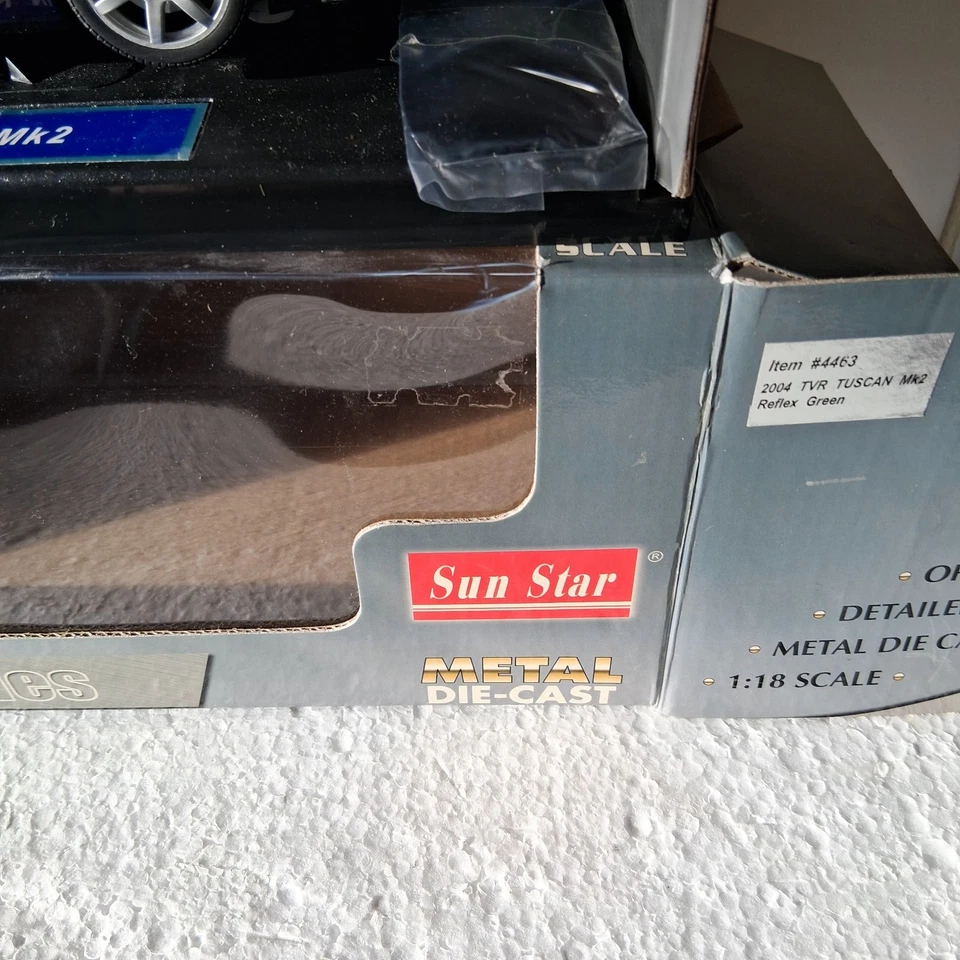 Mk2
SCALE
Item #4463
2004 TVR TUSCAN Mk2
Reflex Green
Sun Star ®
METAL
DIE-CAST
• DETAILE
• METAL DIE CA
• 1:18 SCALE •